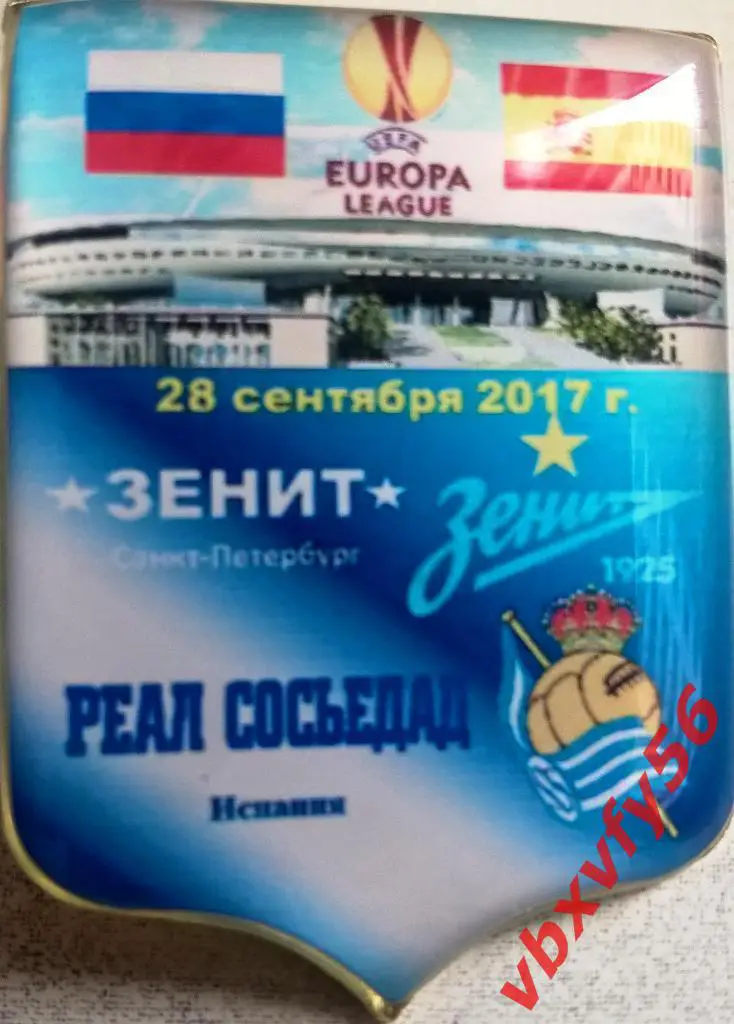 UEFA
EUROPA
LEAGUE
28 сентября 2017 г.
ЗЕНИТ
Санкт-Петербург
Зенит
1925
РЕАЛ СОСЬЕДАД
Испания
vbxvfy56